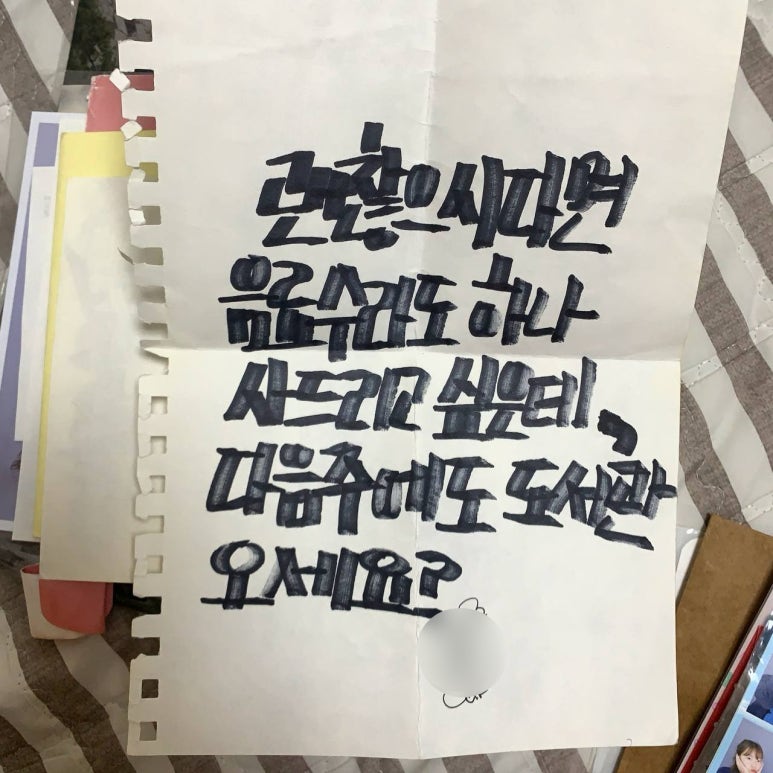 괜찮으시다면
음료수라도 하나
사드리고 싶은데,
다음주에도 도서관
오세요?